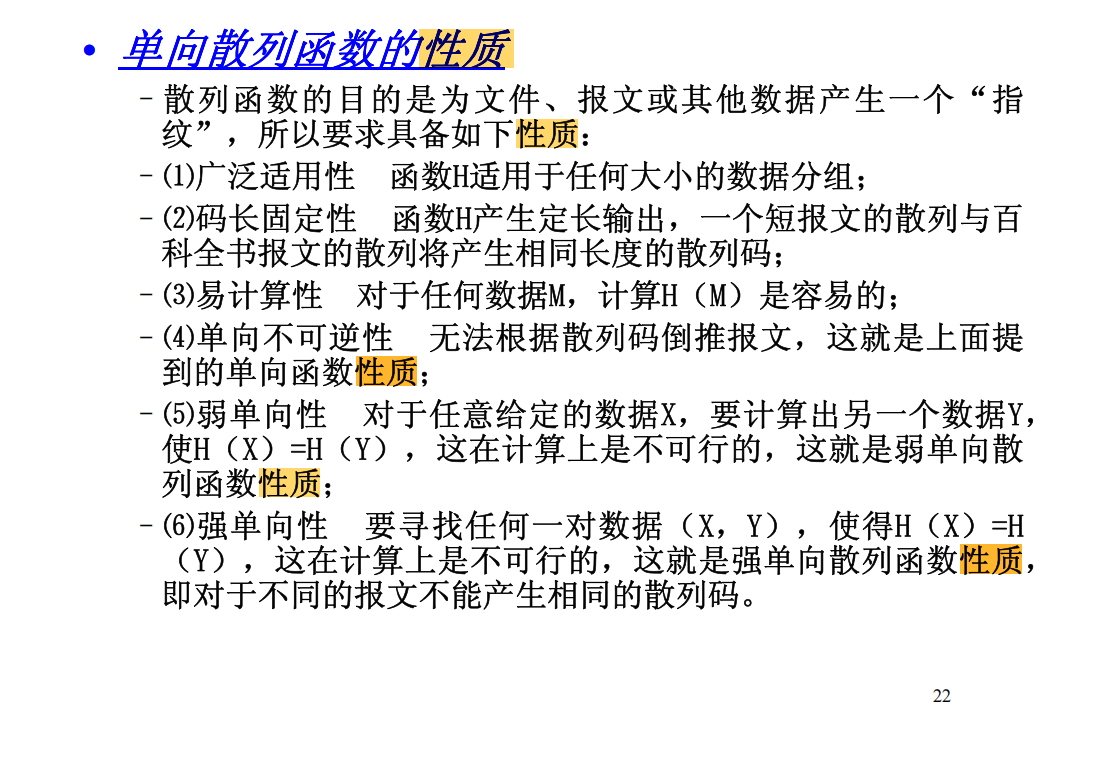 • 单向散列函数的性质
– 散列函数的目的是为文件、报文或其他数据产生一个“指
纹”，所以要求具备如下性质：
– ⑴广泛适用性　函数H适用于任何大小的数据分组；
– ⑵码长固定性　函数H产生定长输出，一个短报文的散列与百
科全书报文的散列将产生相同长度的散列码；
– ⑶易计算性　对于任何数据M，计算H（M）是容易的；
– ⑷单向不可逆性　无法根据散列码倒推报文，这就是上面提
到的单向函数性质；
– ⑸弱单向性　对于任意给定的数据X，要计算出另一个数据Y，
使H（X）=H（Y），这在计算上是不可行的，这就是弱单向散
列函数性质；
– ⑹强单向性　要寻找任何一对数据（X，Y），使得H（X）=H
（Y），这在计算上是不可行的，这就是强单向散列函数性质，
即对于不同的报文不能产生相同的散列码。
22